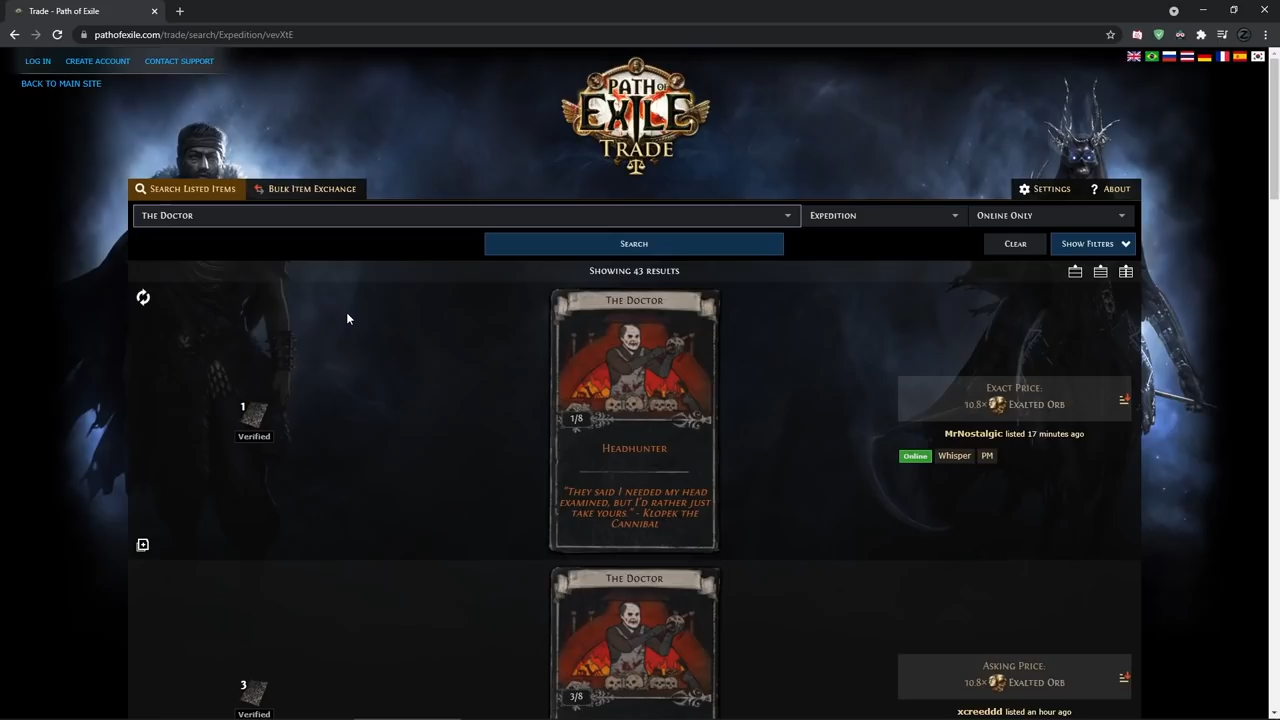 Trade - Path of Exile
pathofexile.com/trade/search/Expedition/vevXtE
LOG IN CREATE ACCOUNT CONTACT SUPPORT
BACK TO MAIN SITE
PATH OF
EXILE
TRADE
Search Listed Items Bulk Item Exchange Settings ? About
The Doctor Expedition Online Only
Search Clear Show Filters
Showing 43 results
The Doctor
1
Verified
1/8
Headhunter
"They said I needed my head
examined, but I'd rather just
take yours." - Klopek the
Cannibal
Exact Price:
10.8× Exalted Orb
MrNostalgic listed 17 minutes ago
Online Whisper PM
The Doctor
3
Verified
3/8
Asking Price:
10.8× Exalted Orb
xcreeddd listed an hour ago